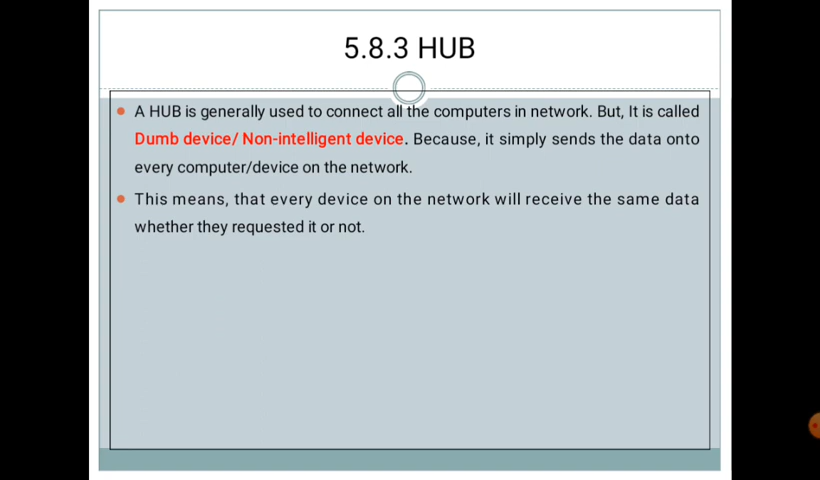 5.8.3 HUB
A HUB is generally used to connect all the computers in network. But, It is called
Dumb device/ Non-intelligent device. Because, it simply sends the data onto
every computer/device on the network.
This means, that every device on the network will receive the same data
whether they requested it or not.